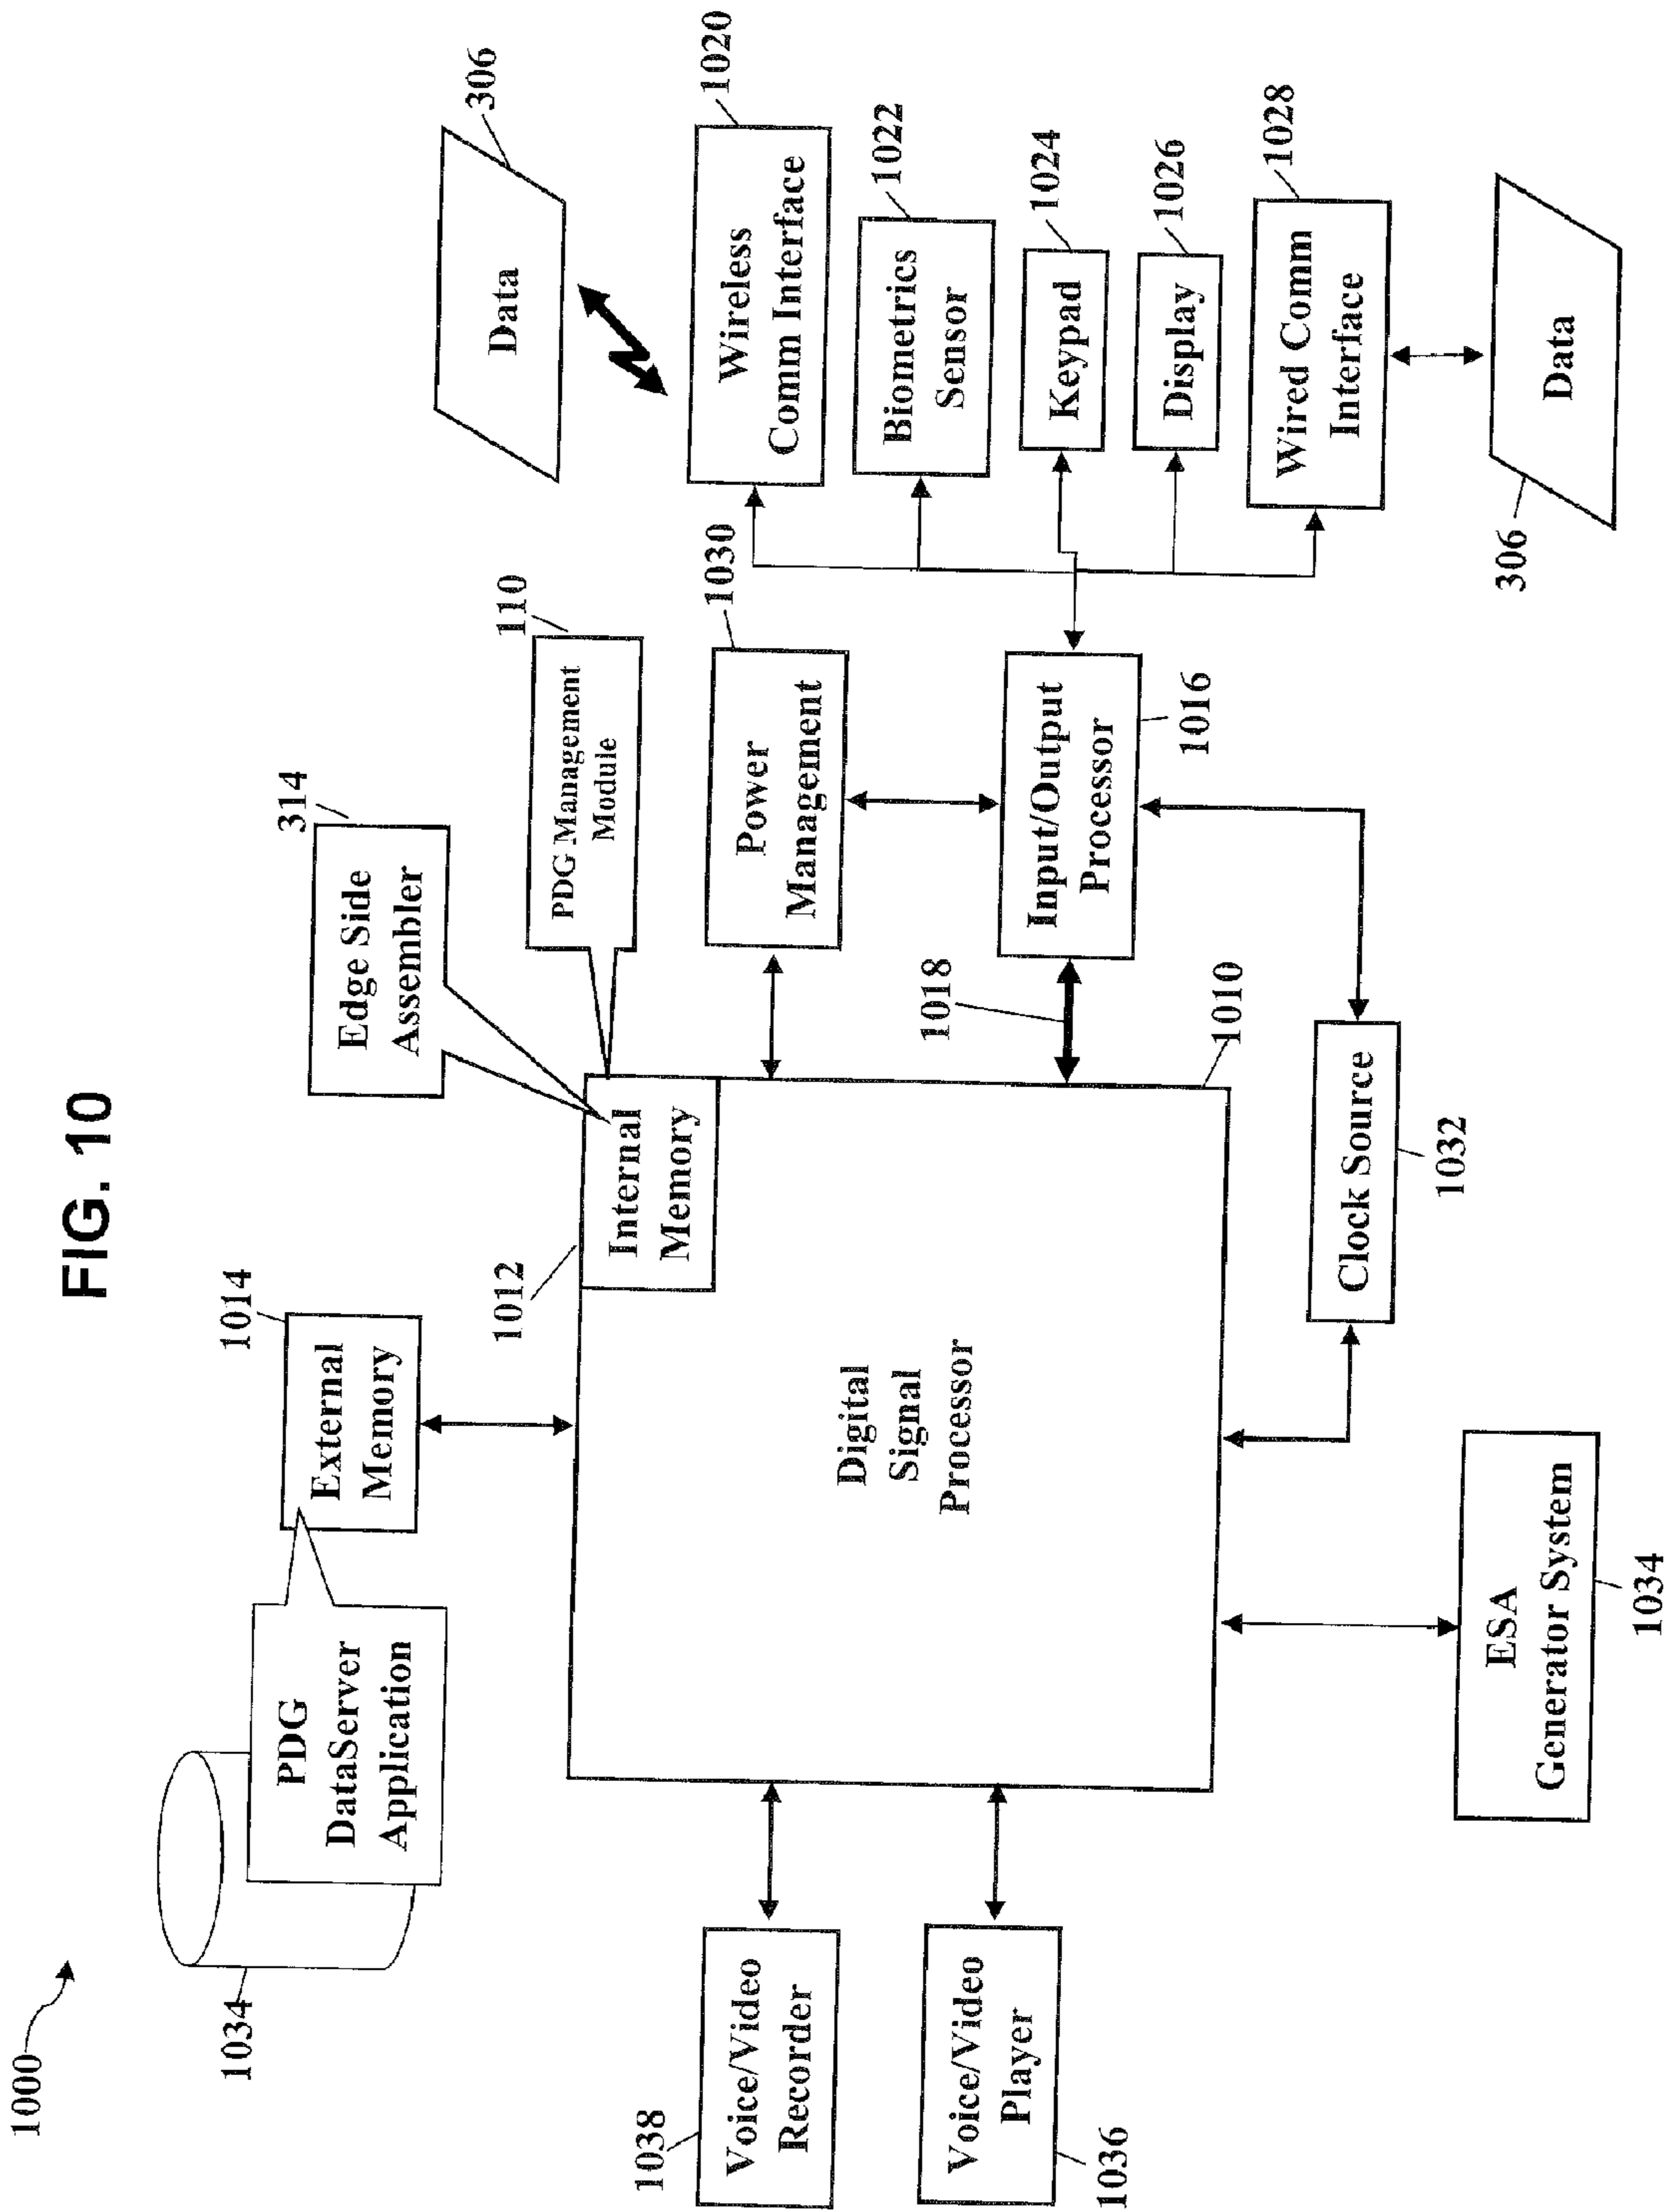 FIG. 10
1000
1034
PDG
DataServer
Application
1014
External
Memory
314
Edge Side
Assembler
110
PDG Management
Module
306
Data
1012
Internal
Memory
1030
Power
Management
1020
Wireless
Comm Interface
1022
Biometrics
Sensor
1038
Voice/Video
Recorder
Digital
Signal
Processor
1018
1010
Input/Output
Processor
1016
1024
Keypad
1026
Display
Voice/Video
Player
1036
1028
Wired Comm
Interface
Clock Source
1032
ESA
Generator System
1034
306
Data